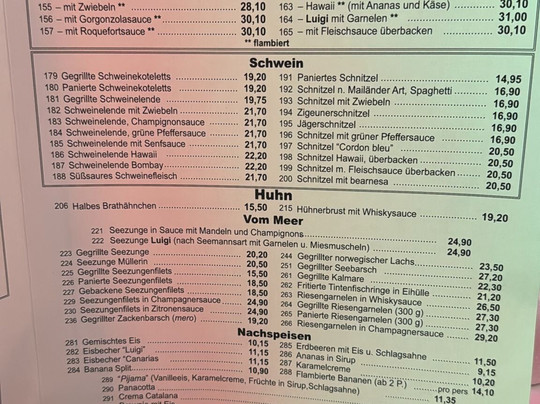 155 – mit Zwiebeln ** 28,10
156 – mit Gorgonzolasauce ** 30,10
157 – mit Roquefortsauce ** 30,10
163 – Hawaii ** (mit Ananas und Käse) 30,10
164 – Luigi mit Garnelen ** 31,00
165 – mit Fleischsauce überbacken 30,10
** flambiert
Schwein
179 Gegrillte Schweinekoteletts 19,20
180 Panierte Schweinekoteletts 19,20
181 Gegrillte Schweinelende 19,75
182 Schweinelende mit Zwiebeln 21,70
183 Schweinelende, Champignonsauce 21,70
184 Schweinelende, grüne Pfeffersauce 21,70
185 Schweinelende mit Senfsauce 21,70
186 Schweinelende Hawaii 22,20
187 Schweinelende Bombay 22,20
188 Süßsaures Schweinefleisch 21,70
191 Paniertes Schnitzel 14,95
192 Schnitzel n. Mailänder Art, Spaghetti 16,90
193 Schnitzel mit Zwiebeln 16,90
194 Zigeunerschnitzel 16,90
195 Jägerschnitzel 16,90
196 Schnitzel mit grüner Pfeffersauce 16,90
197 Schnitzel "Cordon bleu" 20,50
198 Schnitzel Hawaii, überbacken 20,50
199 Schnitzel m. Fleischsauce überbacken 20,50
200 Schnitzel mit bearnesa 20,50
Huhn
206 Halbes Brathähnchen 15,50
215 Hühnerbrust mit Whiskysauce 19,20
Vom Meer
221 Seezunge in Sauce mit Mandeln und Champignons 24,90
222 Seezunge Luigi (nach Seemannsart mit Garnelen u. Miesmuscheln) 24,90
223 Gegrillte Seezunge 20,20
224 Seezunge Müllerin 20,50
225 Gegrillte Seezungenfilets 15,50
226 Panierte Seezungenfilets 18,50
227 Gebackene Seezungenfilets 18,50
229 Seezungenfilets in Champagnersauce 24,90
230 Seezungenfilets in Zitronensauce 24,90
236 Gegrillter Zackenbarsch (mero) 19,20
244 Gegrillter norwegischer Lachs 23,50
251 Gegrillter Seebarsch 27,20
261 Gegrillte Kalmare 22,30
262 Fritierte Tintenfischringe in Eihülle 21,20
263 Riesengarnelen in Whiskysauce 26,50
264 Gegrillte Riesengarnelen (300 g) 27,30
265 Panierte Riesengarnelen (300 g) 27,30
266 Riesengarnelen in Champagnersauce 29,20
Nachspeisen
281 Gemischtes Eis 10,15
282 Eisbecher "Luigi" 11,15
283 Eisbecher "Canarias 11,15
284 Banana Split 10,90
285 Erdbeeren mit Eis u. Schlagsahne 11,50
286 Ananas in Sirup 9,15
287 Karamelcreme 10,20
288 Flambierte Bananen (ab 2 P.) pro pers 14,10
289 "Pijama" (Vanilleeis, Karamelcreme, Früchte in Sirup,Schlagsahne)
290 Panacotta 11,35
291 Crema Catalana